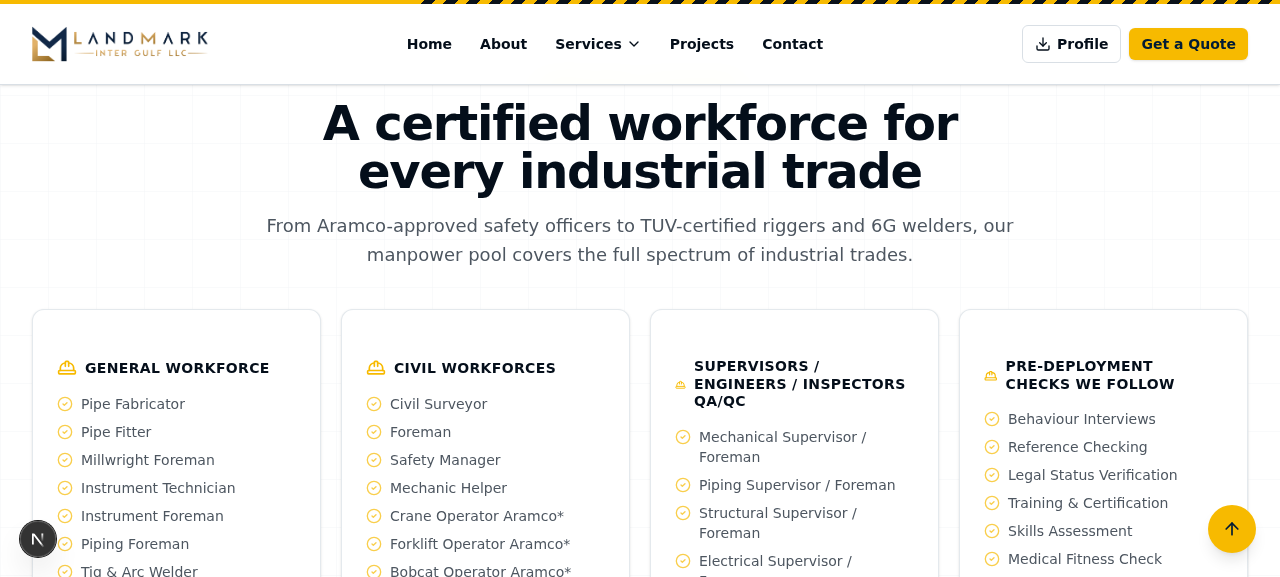 LANDMARK
INTER GULF LLC
Home
About
Services
Projects
Contact
Profile
Get a Quote
A certified workforce for
every industrial trade
From Aramco-approved safety officers to TUV-certified riggers and 6G welders, our
manpower pool covers the full spectrum of industrial trades.
GENERAL WORKFORCE
Pipe Fabricator
Pipe Fitter
Millwright Foreman
Instrument Technician
Instrument Foreman
Piping Foreman
Tig & Arc Welder
CIVIL WORKFORCES
Civil Surveyor
Foreman
Safety Manager
Mechanic Helper
Crane Operator Aramco*
Forklift Operator Aramco*
Bobcat Operator Aramco*
SUPERVISORS /
ENGINEERS / INSPECTORS
QA/QC
Mechanical Supervisor /
Foreman
Piping Supervisor / Foreman
Structural Supervisor /
Foreman
Electrical Supervisor /
PRE-DEPLOYMENT
CHECKS WE FOLLOW
Behaviour Interviews
Reference Checking
Legal Status Verification
Training & Certification
Skills Assessment
Medical Fitness Check